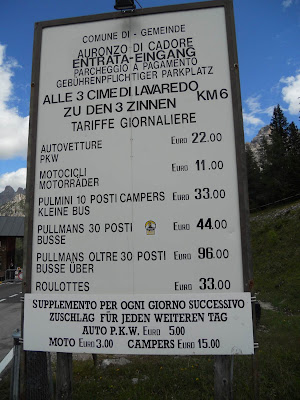 COMUNE DI - GEMEINDE
AURONZO DI CADORE
ENTRATA-EINGANG
PARCHEGGIO A PAGAMENTO
GEBÜHRENPFLICHTIGER PARKPLATZ
ALLE 3 CIME DI LAVAREDO
ZU DEN 3 ZINNEN KM 6
TARIFFE GIORNALIERE
AUTOVETTURE
PKW EURO 22.00
MOTOCICLI
MOTORRÄDER EURO 11.00
PULMINI 10 POSTI CAMPERS
KLEINE BUS EURO 33.00
PULLMANS 30 POSTI
BUSSE EURO 44.00
PULLMANS OLTRE 30 POSTI
BUSSE ÜBER EURO 96.00
ROULOTTES EURO 33.00
SUPPLEMENTO PER OGNI GIORNO SUCCESSIVO
ZUSCHLAG FÜR JEDEN WEITEREN TAG
AUTO P.K.W. EURO 5.00
MOTO EURO 3.00 CAMPERS EURO 15.00